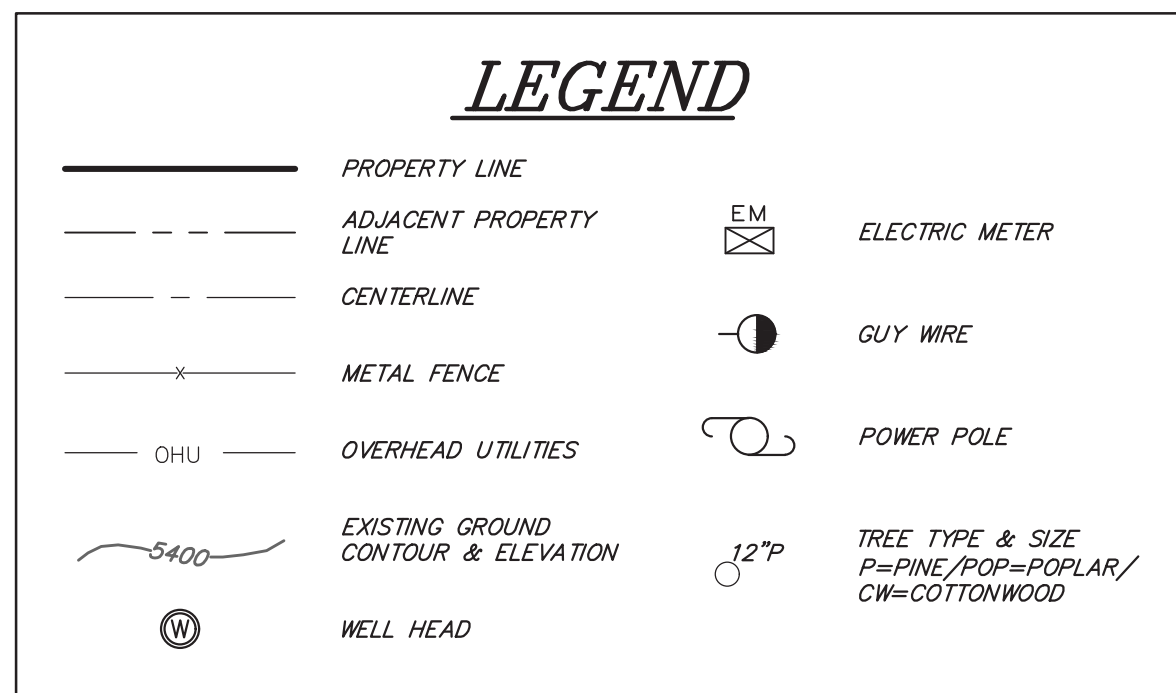 LEGEND
PROPERTY LINE
ADJACENT PROPERTY
LINE
CENTERLINE
X
METAL FENCE
OHU
OVERHEAD UTILITIES
5400
EXISTING GROUND
CONTOUR & ELEVATION
W
WELL HEAD
EM
ELECTRIC METER
GUY WIRE
POWER POLE
12"P
TREE TYPE & SIZE
P=PINE/POP=POPLAR/
CW=COTTONWOOD